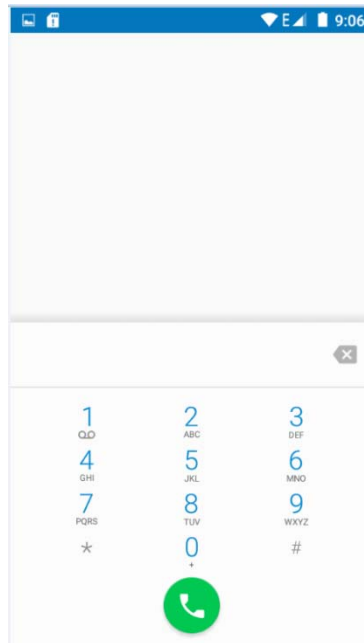 E 9:06
1 2 3
ABC DEF
4 5 6
GHI JKL MNO
7 8 9
PQRS TUV WXYZ
* 0 #
+